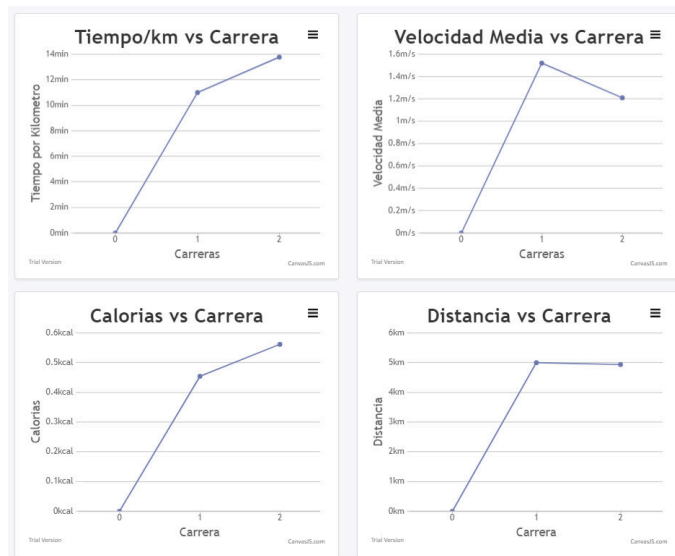 Tiempo/km vs Carrera
14min
12min
10min
8min
6min
4min
2min
0min
Tiempo por Kilometro
0 1 2
Carreras
Trial Version
CanvasJS.com
Velocidad Media vs Carrera
1.6m/s
1.4m/s
1.2m/s
1m/s
0.8m/s
0.6m/s
0.4m/s
0.2m/s
0m/s
Velocidad Media
0 1 2
Carreras
Trial Version
CanvasJS.com
Calorias vs Carrera
0.6kcal
0.5kcal
0.4kcal
0.3kcal
0.2kcal
0.1kcal
0kcal
Calorias
0 1 2
Carrera
Trial Version
CanvasJS.com
Distancia vs Carrera
6km
5km
4km
3km
2km
1km
0km
Distancia
0 1 2
Carrera
Trial Version
CanvasJS.com